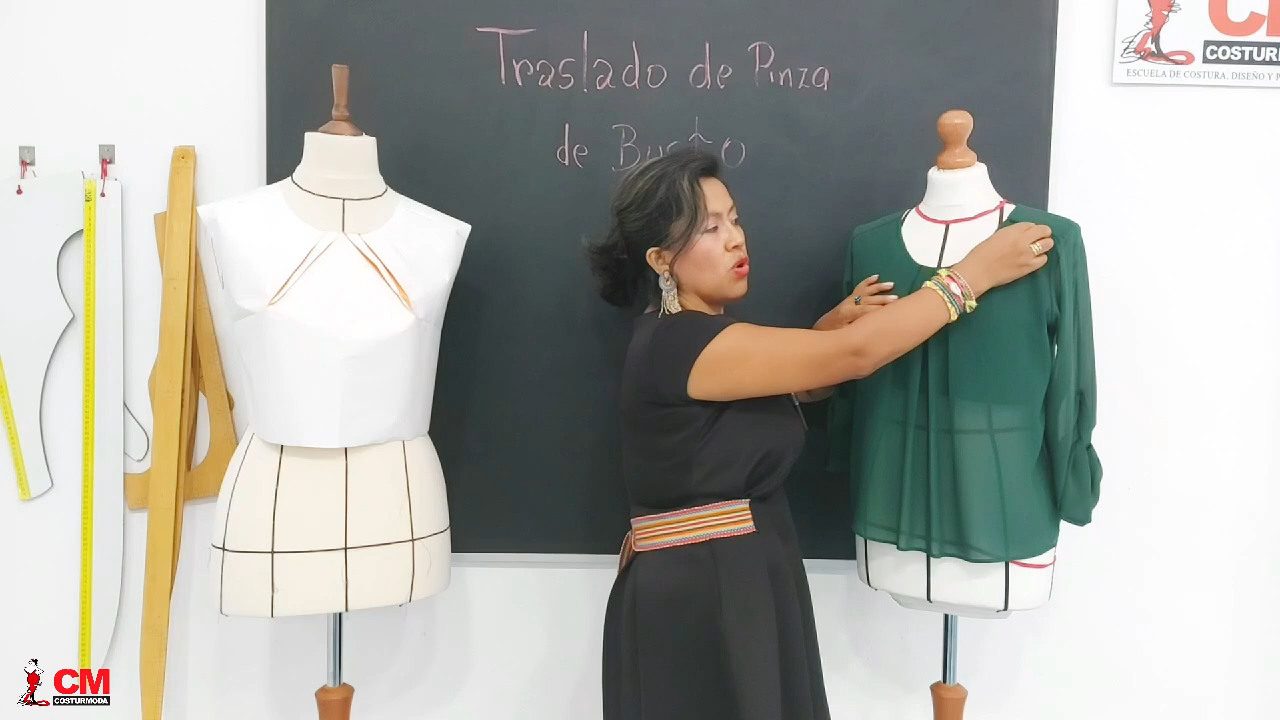 Traslado de Pinza
de Busto
COSTUR
ESCUELA DE COSTURA, DISEÑO Y P
CM
COSTURMODA